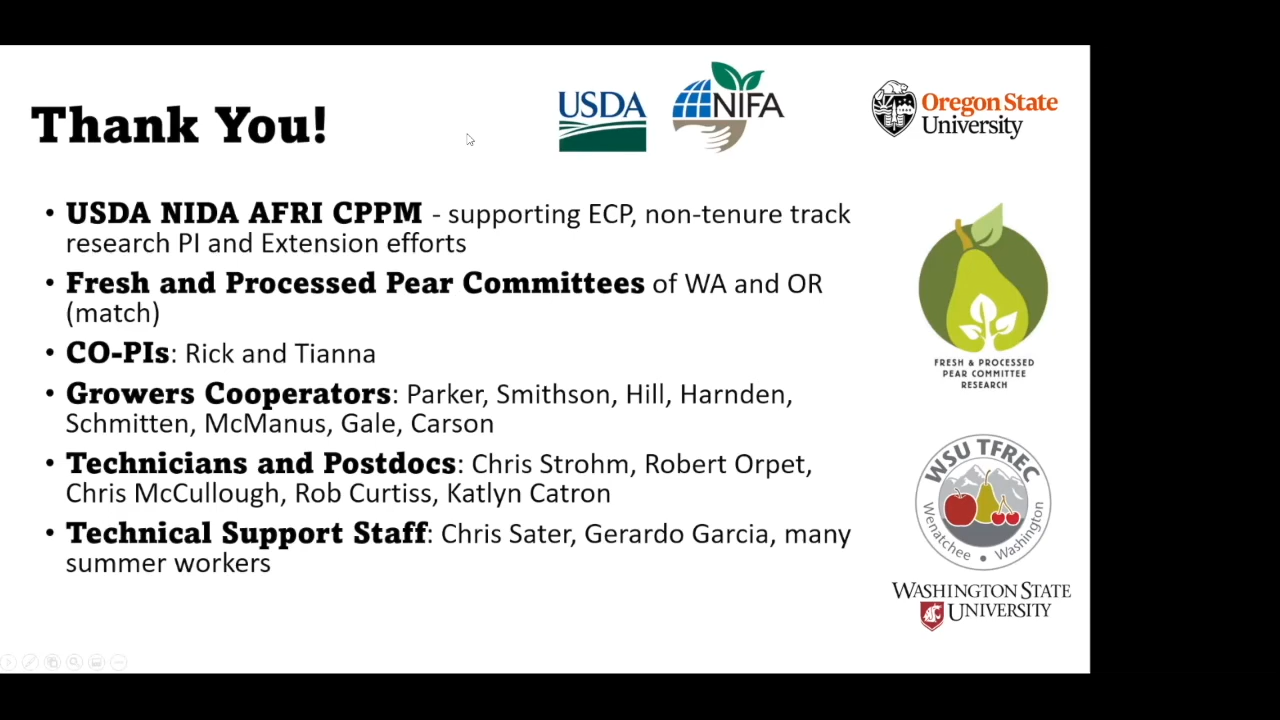 Thank You!
USDA
NIFA
Oregon State
University
• USDA NIDA AFRI CPPM - supporting ECP, non-tenure track
research PI and Extension efforts
• Fresh and Processed Pear Committees of WA and OR
(match)
• CO-PIs: Rick and Tianna
• Growers Cooperators: Parker, Smithson, Hill, Harnden,
Schmitten, McManus, Gale, Carson
• Technicians and Postdocs: Chris Strohm, Robert Orpet,
Chris McCullough, Rob Curtiss, Katlyn Catron
• Technical Support Staff: Chris Sater, Gerardo Garcia, many
summer workers
FRESH & PROCESSED
PEAR COMMITTEE
RESEARCH
WSU TFREC
Wenatchee • Washington
WASHINGTON STATE
UNIVERSITY